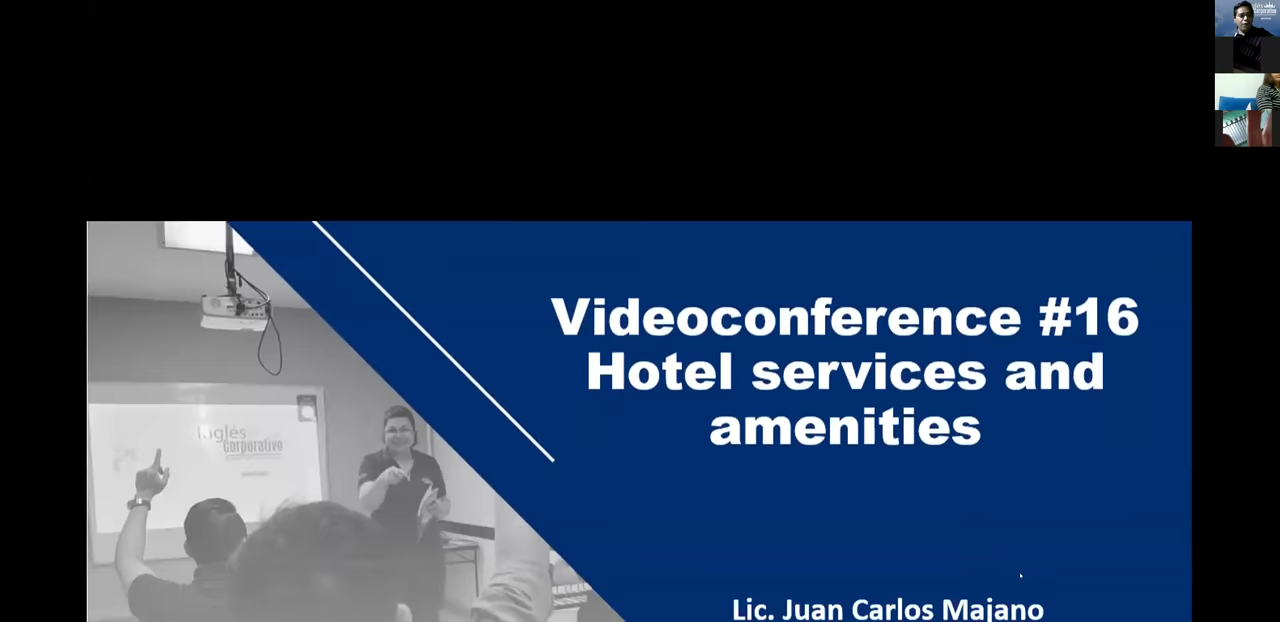 Videoconference #16
Hotel services and
amenities
Inglés
Corporativo
Lic. Juan Carlos Majano